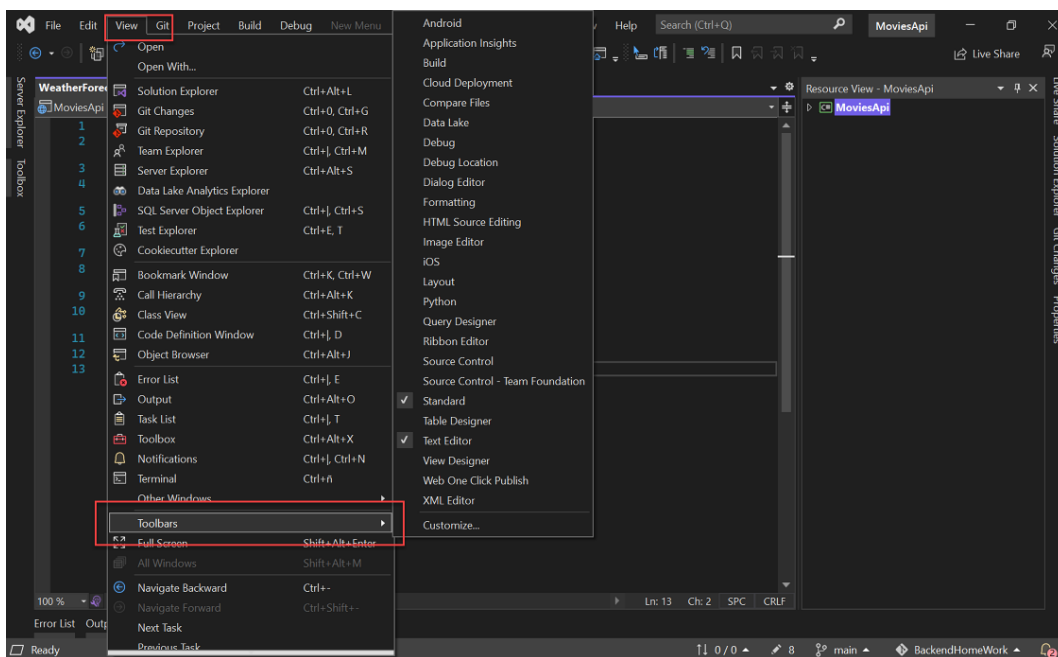 File Edit View Git Project Build Debug New Menu Help Search (Ctrl+Q) MoviesApi
Live Share
WeatherFore
MoviesApi
Server Explorer
Toolbox
1
2
3
4
5
6
7
8
9
10
11
12
13
Open
Open With...
Solution Explorer Ctrl+Alt+L
Git Changes Ctrl+0, Ctrl+G
Git Repository Ctrl+0, Ctrl+R
Team Explorer Ctrl+|, Ctrl+M
Server Explorer Ctrl+Alt+S
Data Lake Analytics Explorer
SQL Server Object Explorer Ctrl+|, Ctrl+S
Test Explorer Ctrl+E, T
Cookiecutter Explorer
Bookmark Window Ctrl+K, Ctrl+W
Call Hierarchy Ctrl+Alt+K
Class View Ctrl+Shift+C
Code Definition Window Ctrl+|, D
Object Browser Ctrl+Alt+J
Error List Ctrl+|, E
Output Ctrl+Alt+O
Task List Ctrl+|, T
Toolbox Ctrl+Alt+X
Notifications Ctrl+|, Ctrl+N
Terminal Ctrl+ñ
Other Windows
Toolbars
Full Screen Shift+Alt+Enter
All Windows Shift+Alt+M
Navigate Backward Ctrl+-
Navigate Forward Ctrl+Shift+-
Next Task
Previous Task
Android
Application Insights
Build
Cloud Deployment
Compare Files
Data Lake
Debug
Debug Location
Dialog Editor
Formatting
HTML Source Editing
Image Editor
iOS
Layout
Python
Query Designer
Ribbon Editor
Source Control
Source Control - Team Foundation
Standard
Table Designer
Text Editor
View Designer
Web One Click Publish
XML Editor
Customize...
Resource View - MoviesApi
MoviesApi
Live Share
Solution Explorer
Git Changes
Properties
100 %
Ln: 13 Ch: 2 SPC CRLF
Error List Outp
Ready 0 / 0 8 main BackendHomeWork 2